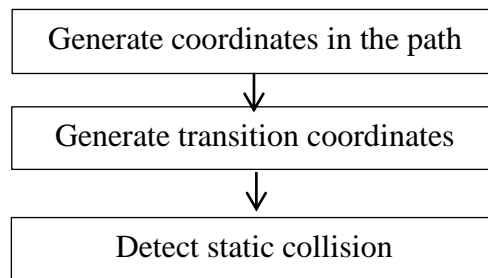 Generate coordinates in the path
Generate transition coordinates
Detect static collision